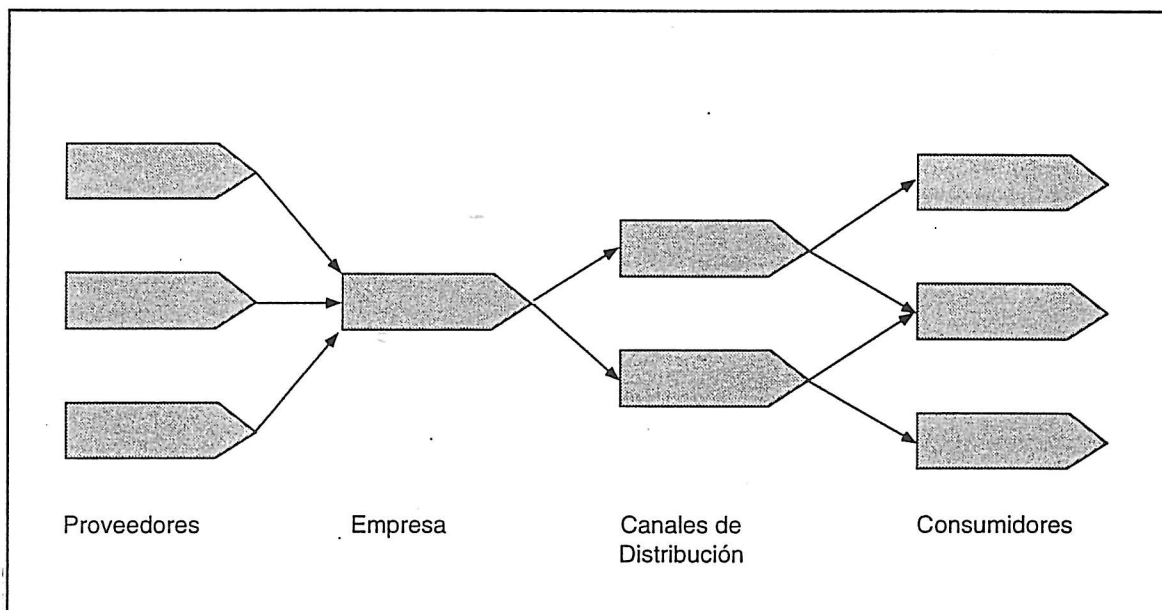 Proveedores
Empresa
Canales de
Distribución
Consumidores